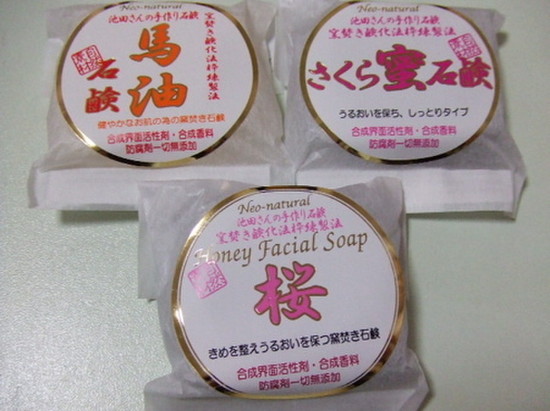 Neo-natural
池田さんの手作り石鹸
窯焚き鹸化法枠練製法
馬油
石鹸
健やかなお肌の為の窯焚き石鹸
合成界面活性剤・合成香料
防腐剤一切無添加
Neo-natural
池田さんの手作り石鹸
窯焚き鹸化法枠練製法
さくら蜜石鹸
うるおいを保ち、しっとりタイプ
合成界面活性剤・合成香料
防腐剤一切無添加
Neo-natural
池田さんの手作り石鹸
窯焚き鹸化法枠練製法
Honey Facial Soap
桜
きめを整えうるおいを保つ窯焚き石鹸
合成界面活性剤・合成香料
防腐剤一切無添加